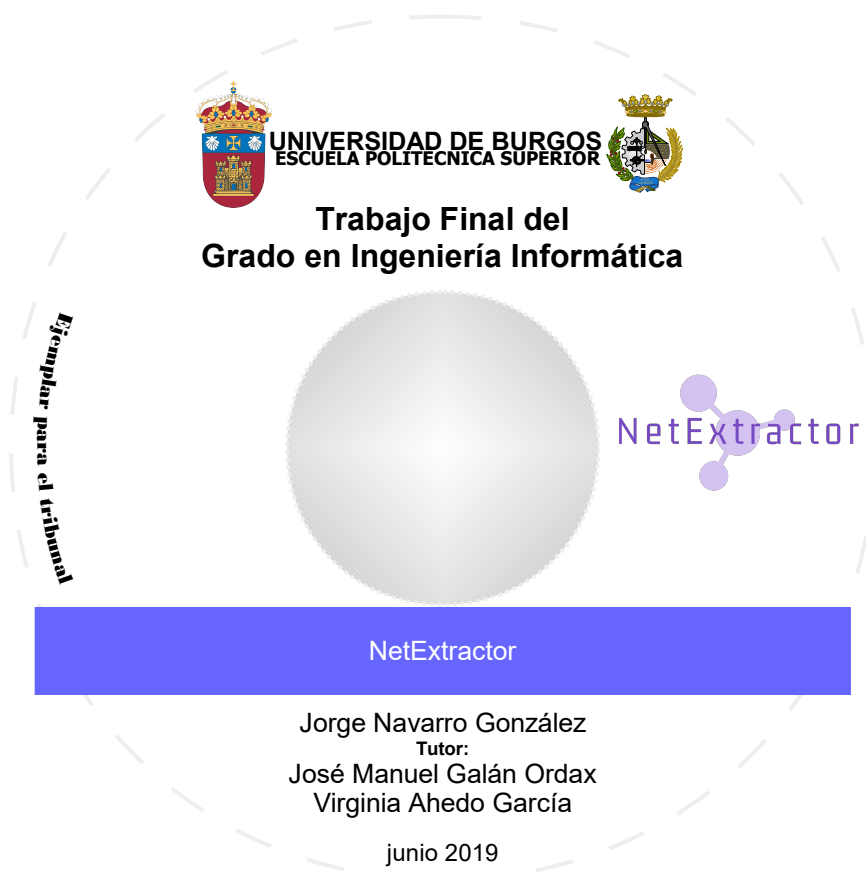 UNIVERSIDAD DE BURGOS
ESCUELA POLITECNICA SUPERIOR
Trabajo Final del
Grado en Ingeniería Informática
Ejemplar para el tribunal
NetExtractor
NetExtractor
Jorge Navarro González
Tutor:
José Manuel Galán Ordax
Virginia Ahedo García
junio 2019